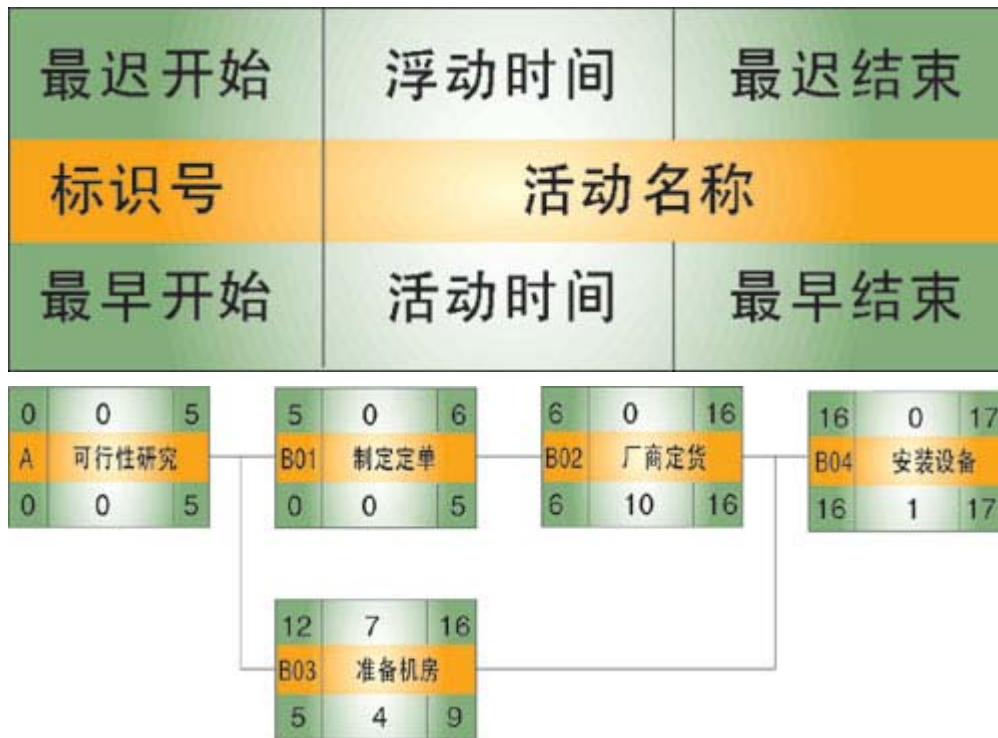 最迟开始 浮动时间 最迟结束
标识号 活动名称
最早开始 活动时间 最早结束
0 0 5
A 可行性研究
0 0 5
5 0 6
B01 制定定单
0 0 5
6 0 16
B02 厂商定货
6 10 16
16 0 17
B04 安装设备
16 1 17
12 7 16
B03 准备机房
5 4 9